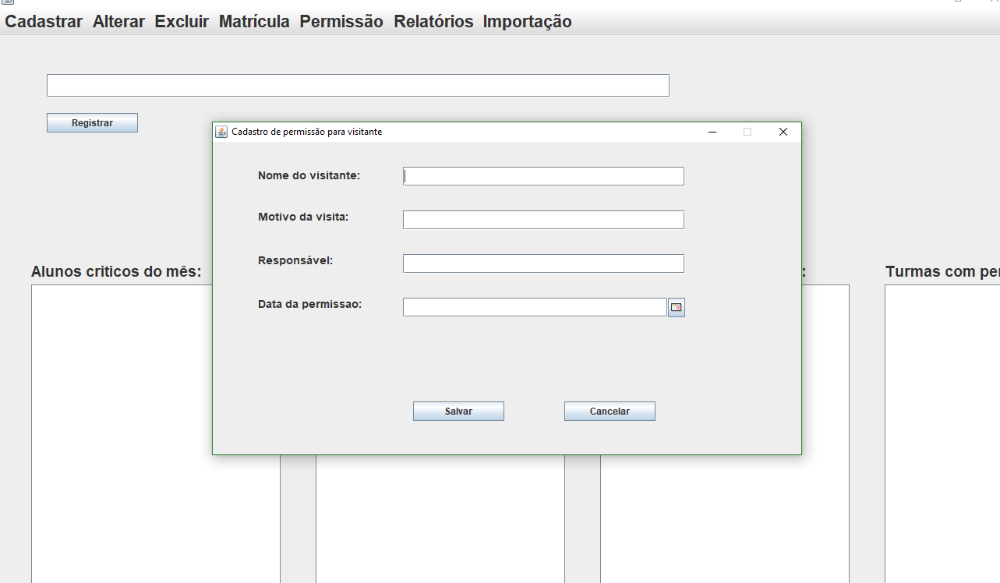 Cadastrar Alterar Excluir Matrícula Permissão Relatórios Importação
Registrar
Cadastro de permissão para visitante
Nome do visitante:
Motivo da visita:
Responsável:
Data da permissao:
Salvar Cancelar
Alunos criticos do mês: : Turmas com per